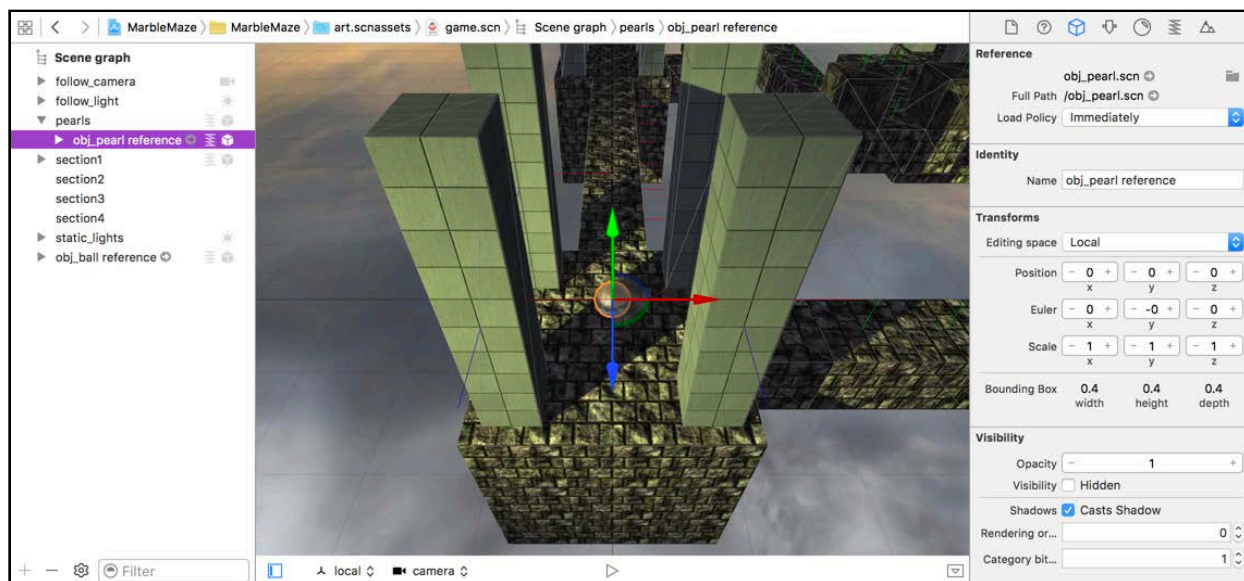 MarbleMaze MarbleMaze art.scnassets game.scn Scene graph pearls obj_pearl reference
Scene graph
follow_camera
follow_light
pearls
obj_pearl reference
section1
section2
section3
section4
static_lights
obj_ball reference
Filter
local camera
Reference
obj_pearl.scn
Full Path /obj_pearl.scn
Load Policy Immediately
Identity
Name obj_pearl reference
Transforms
Editing space Local
Position − 0 + − 0 + − 0 +
x y z
Euler − 0 + − -0 + − 0 +
x y z
Scale − 1 + − 1 + − 1 +
x y z
Bounding Box 0.4 0.4 0.4
width height depth
Visibility
Opacity − 1 +
Visibility Hidden
Shadows Casts Shadow
Rendering or... 0
Category bit... 1